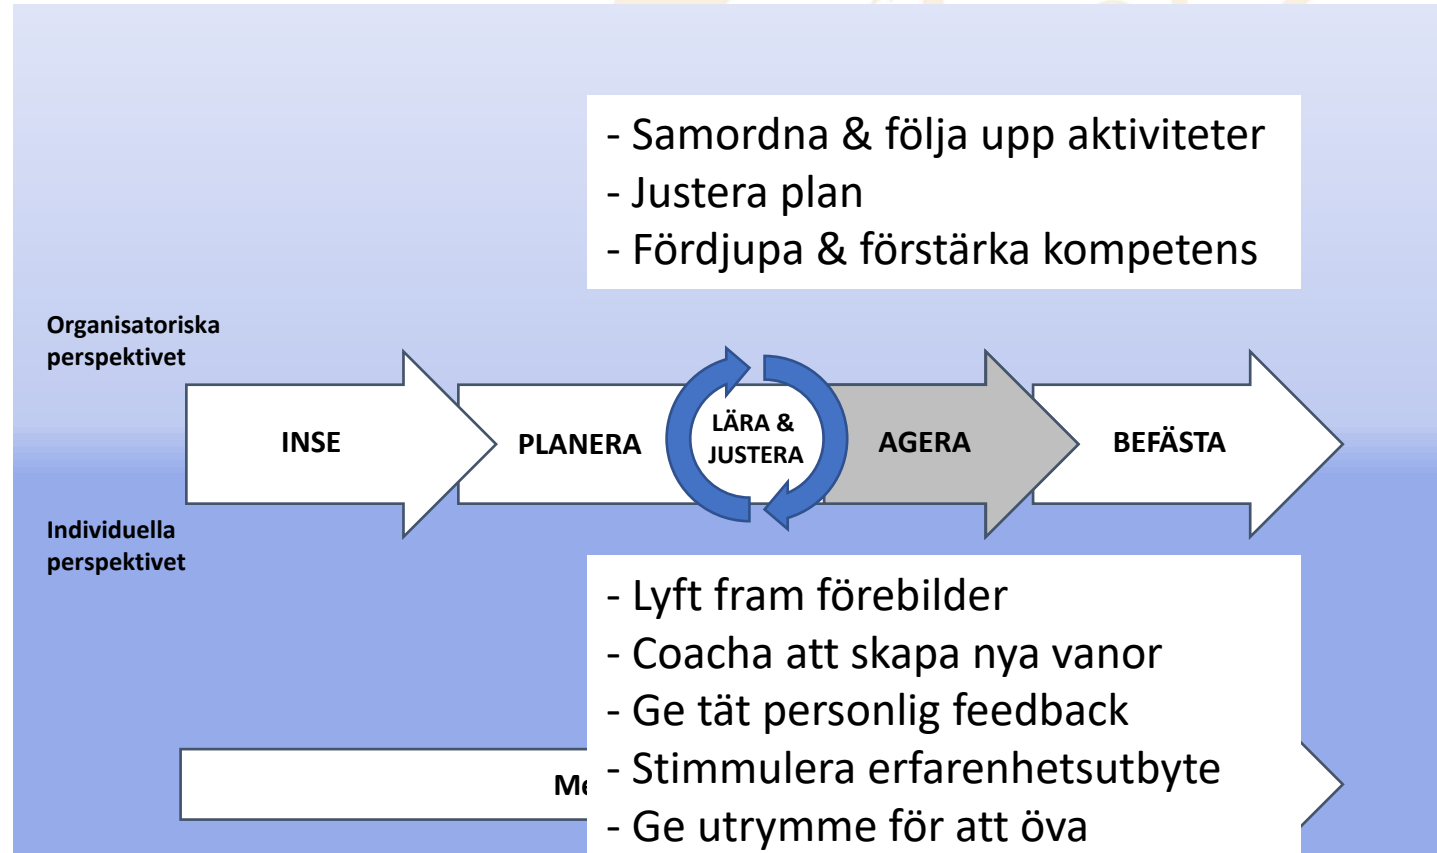 - Samordna & följa upp aktiviteter
- Justera plan
- Fördjupa & förstärka kompetens
Organisatoriska
perspektivet
INSE
PLANERA
LÄRA &
JUSTERA
AGERA
BEFÄSTA
Individuella
perspektivet
- Lyft fram förebilder
- Coacha att skapa nya vanor
- Ge tät personlig feedback
- Stimmulera erfarenhetsutbyte
- Ge utrymme för att öva